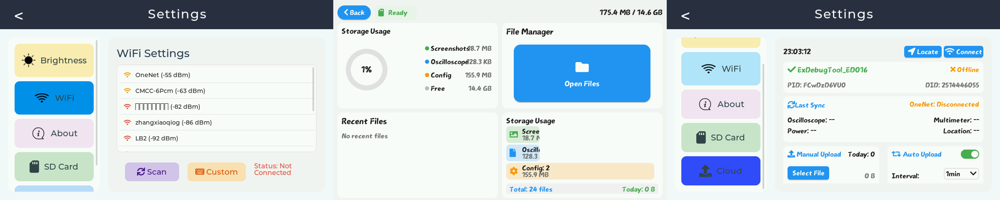 <
Settings
Brightness
WiFi
About
SD Card
WiFi Settings
OneNet (-55 dBm)
CMCC-6Pcm (-63 dBm)
(-82 dBm)
zhangxiaoqiog (-86 dBm)
LB2 (-92 dBm)
Scan
Custom
Status: Not
Connected
Back
Ready
175.4 MB / 14.6 GB
Storage Usage
1%
Screenshots 18.7 MB
Oscilloscope 128.3 KB
Config 155.9 MB
Free 14.4 GB
File Manager
Open Files
Recent Files
No recent files
Storage Usage
Scree
18.7 M
Oscill
128.3
Config: 2
155.9 MB
Total: 24 files Today: 0 B
<
Settings
WiFi
About
SD Card
Cloud
23:03:12
Locate
Connect
ExDebugTool_ED016
Offline
PID: FCwDzD6VU0 DID: 2514446055
Last Sync
OneNet: Disconnected
Oscilloscope: -- Multimeter: --
Power: -- Location: --
Manual Upload Today: 0
Select File
0 B
Auto Upload
Interval: 1min